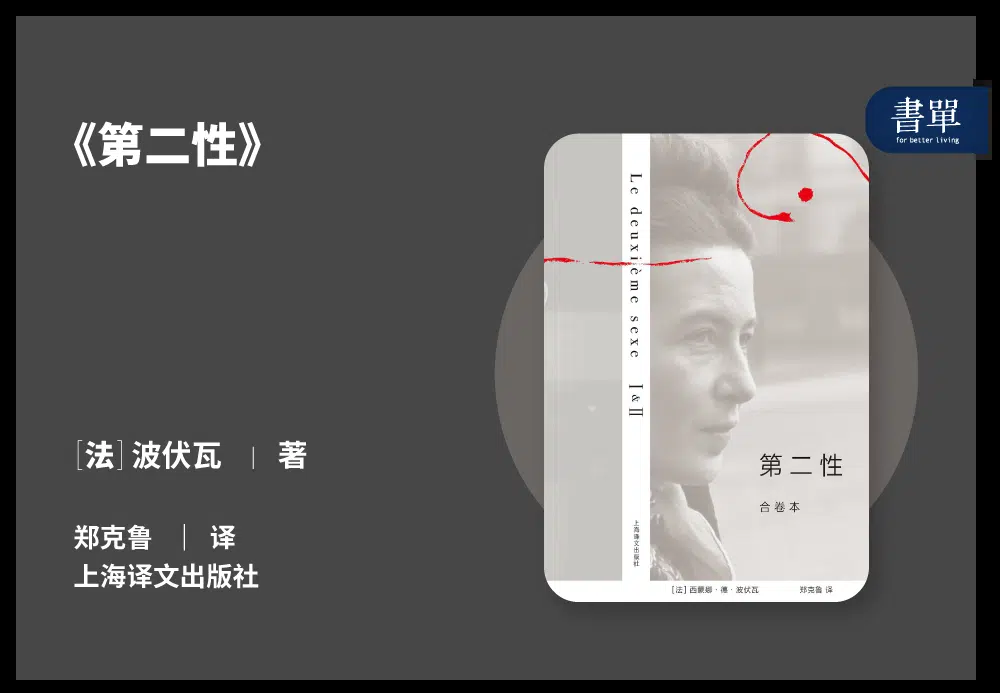 《第二性》
[法] 波伏瓦 | 著
郑克鲁 | 译
上海译文出版社
書單
for better living
Le deuxième sexe I & II
上海译文出版社
第二性
合卷本
[法] 西蒙娜·德·波伏瓦 郑克鲁 译